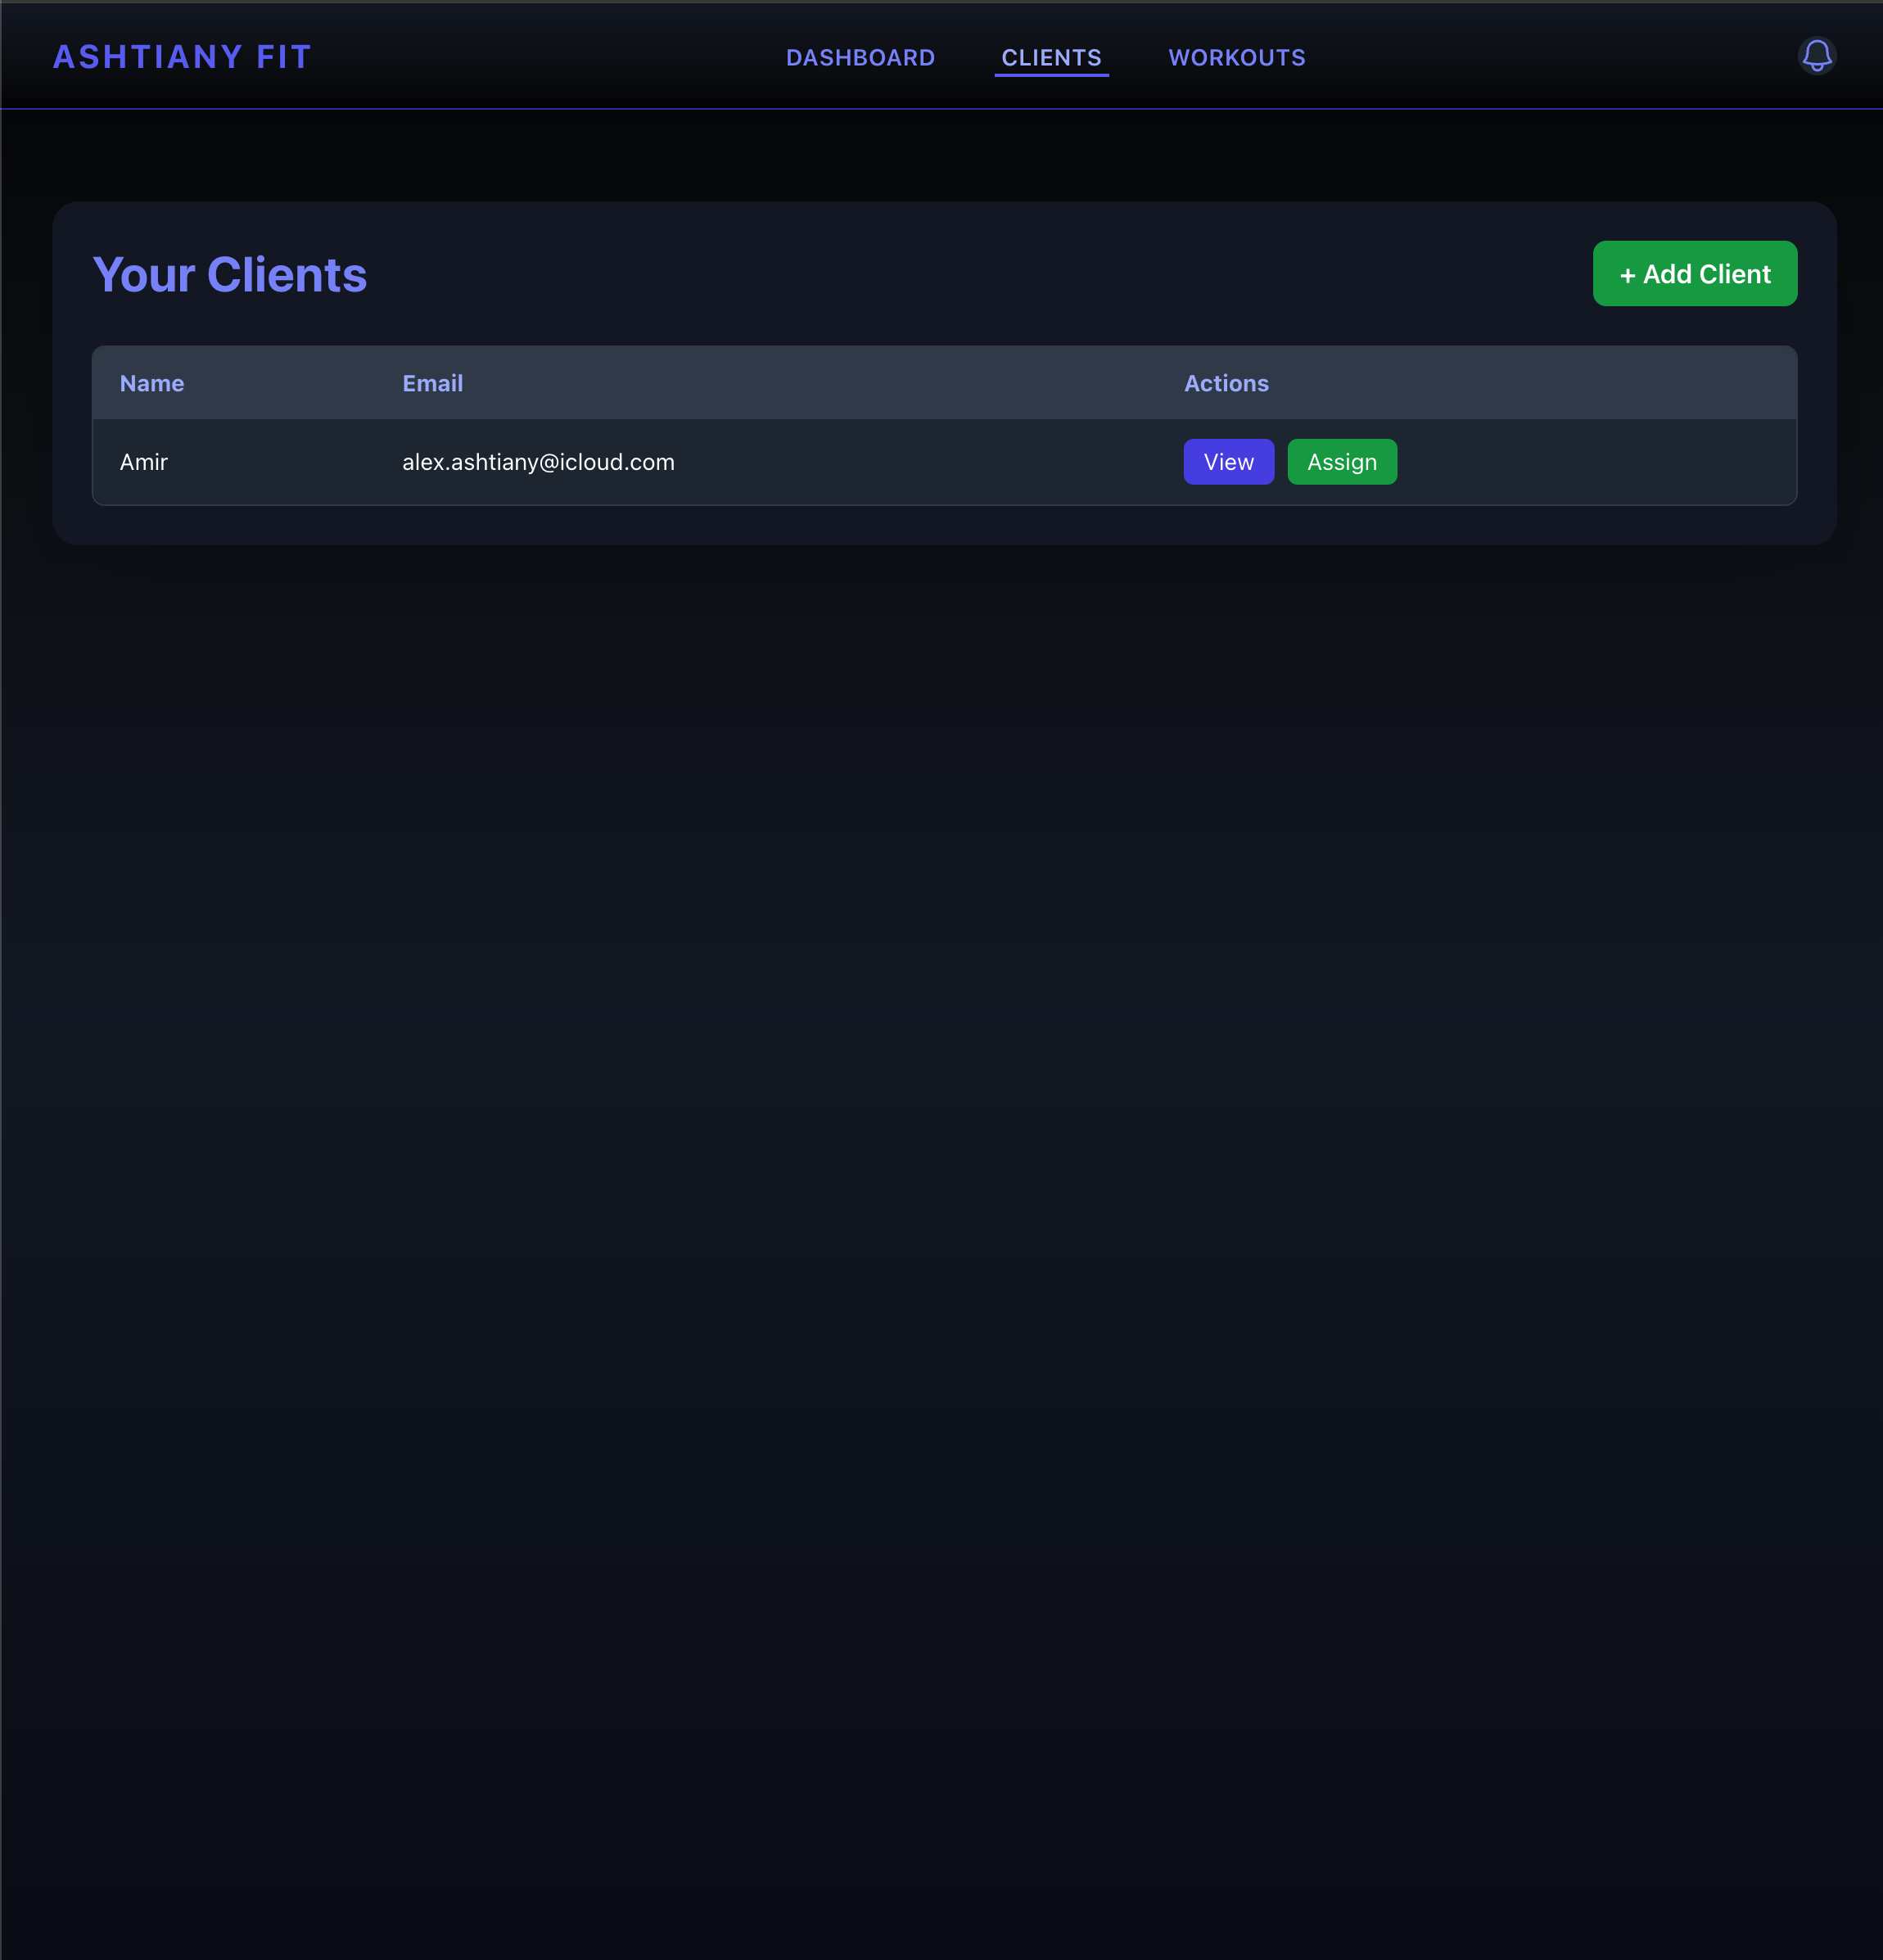 ASHTIANY FIT
DASHBOARD CLIENTS WORKOUTS
Your Clients
+ Add Client
Name Email Actions
Amir alex.ashtiany@icloud.com View Assign